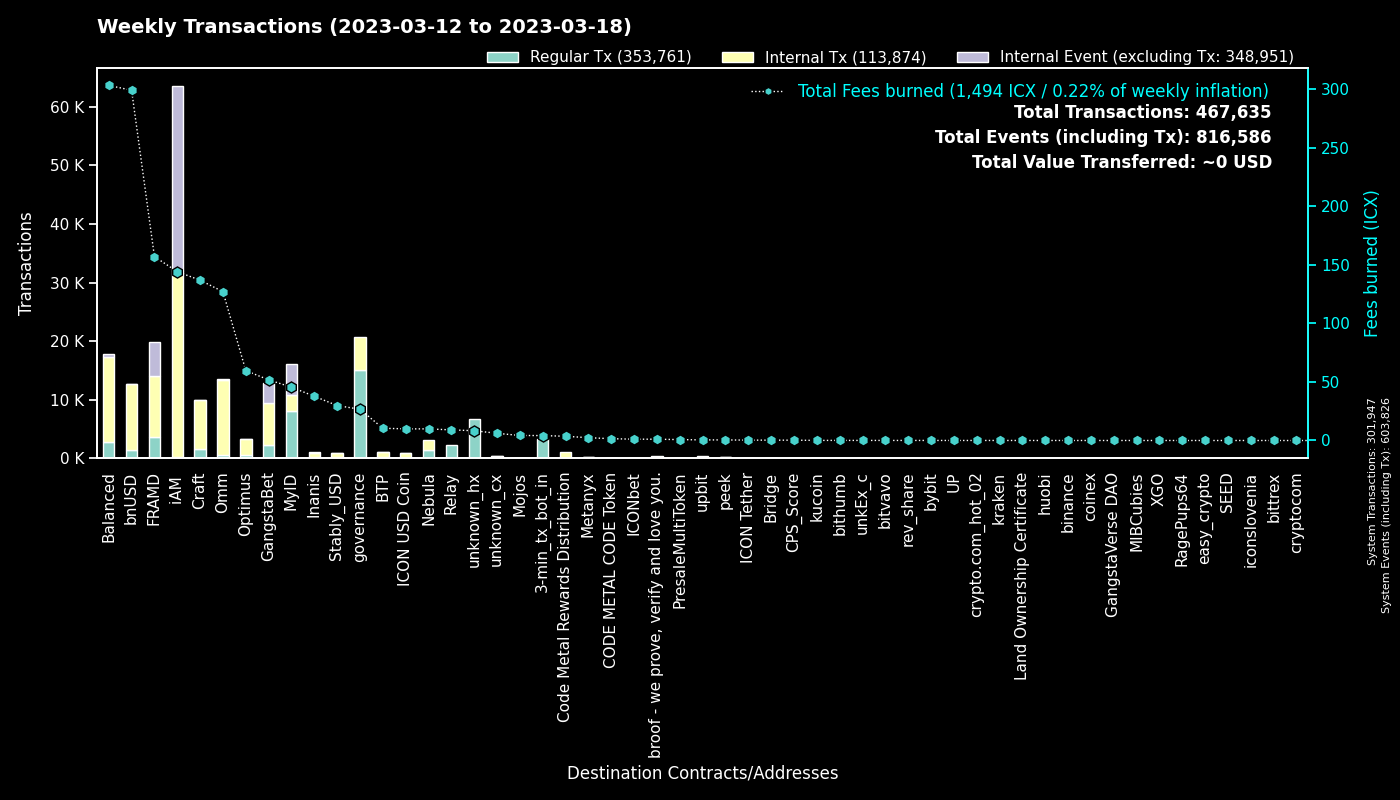 Weekly Transactions (2023-03-12 to 2023-03-18)
Regular Tx (353,761)
Internal Tx (113,874)
Internal Event (excluding Tx: 348,951)
Total Fees burned (1,494 ICX / 0.22% of weekly inflation)
Total Transactions: 467,635
Total Events (including Tx): 816,586
Total Value Transferred: ~0 USD
Transactions
60 K
50 K
40 K
30 K
20 K
10 K
0 K
300
250
200
150
100
50
0
Fees burned (ICX)
System Transactions: 301,947
System Events (including Tx): 603,826
Balanced
bnUSD
FRAMD
iAM
Craft
Omm
Optimus
GangstaBet
MyID
Inanis
Stably_USD
governance
BTP
ICON USD Coin
Nebula
Relay
unknown_hx
unknown_cx
Mojos
3-min_tx_bot_in
Code Metal Rewards Distribution
Metanyx
CODE METAL CODE Token
ICONbet
broof - we prove, verify and love you.
PresaleMultiToken
upbit
peek
ICON Tether
Bridge
CPS_Score
kucoin
bithumb
unkEx_c
bitvavo
rev_share
bybit
UP
crypto.com_hot_02
kraken
Land Ownership Certificate
huobi
binance
coinex
GangstaVerse DAO
MIBCubies
XGO
RagePups64
easy_crypto
SEED
iconslovenia
bittrex
cryptocom
Destination Contracts/Addresses